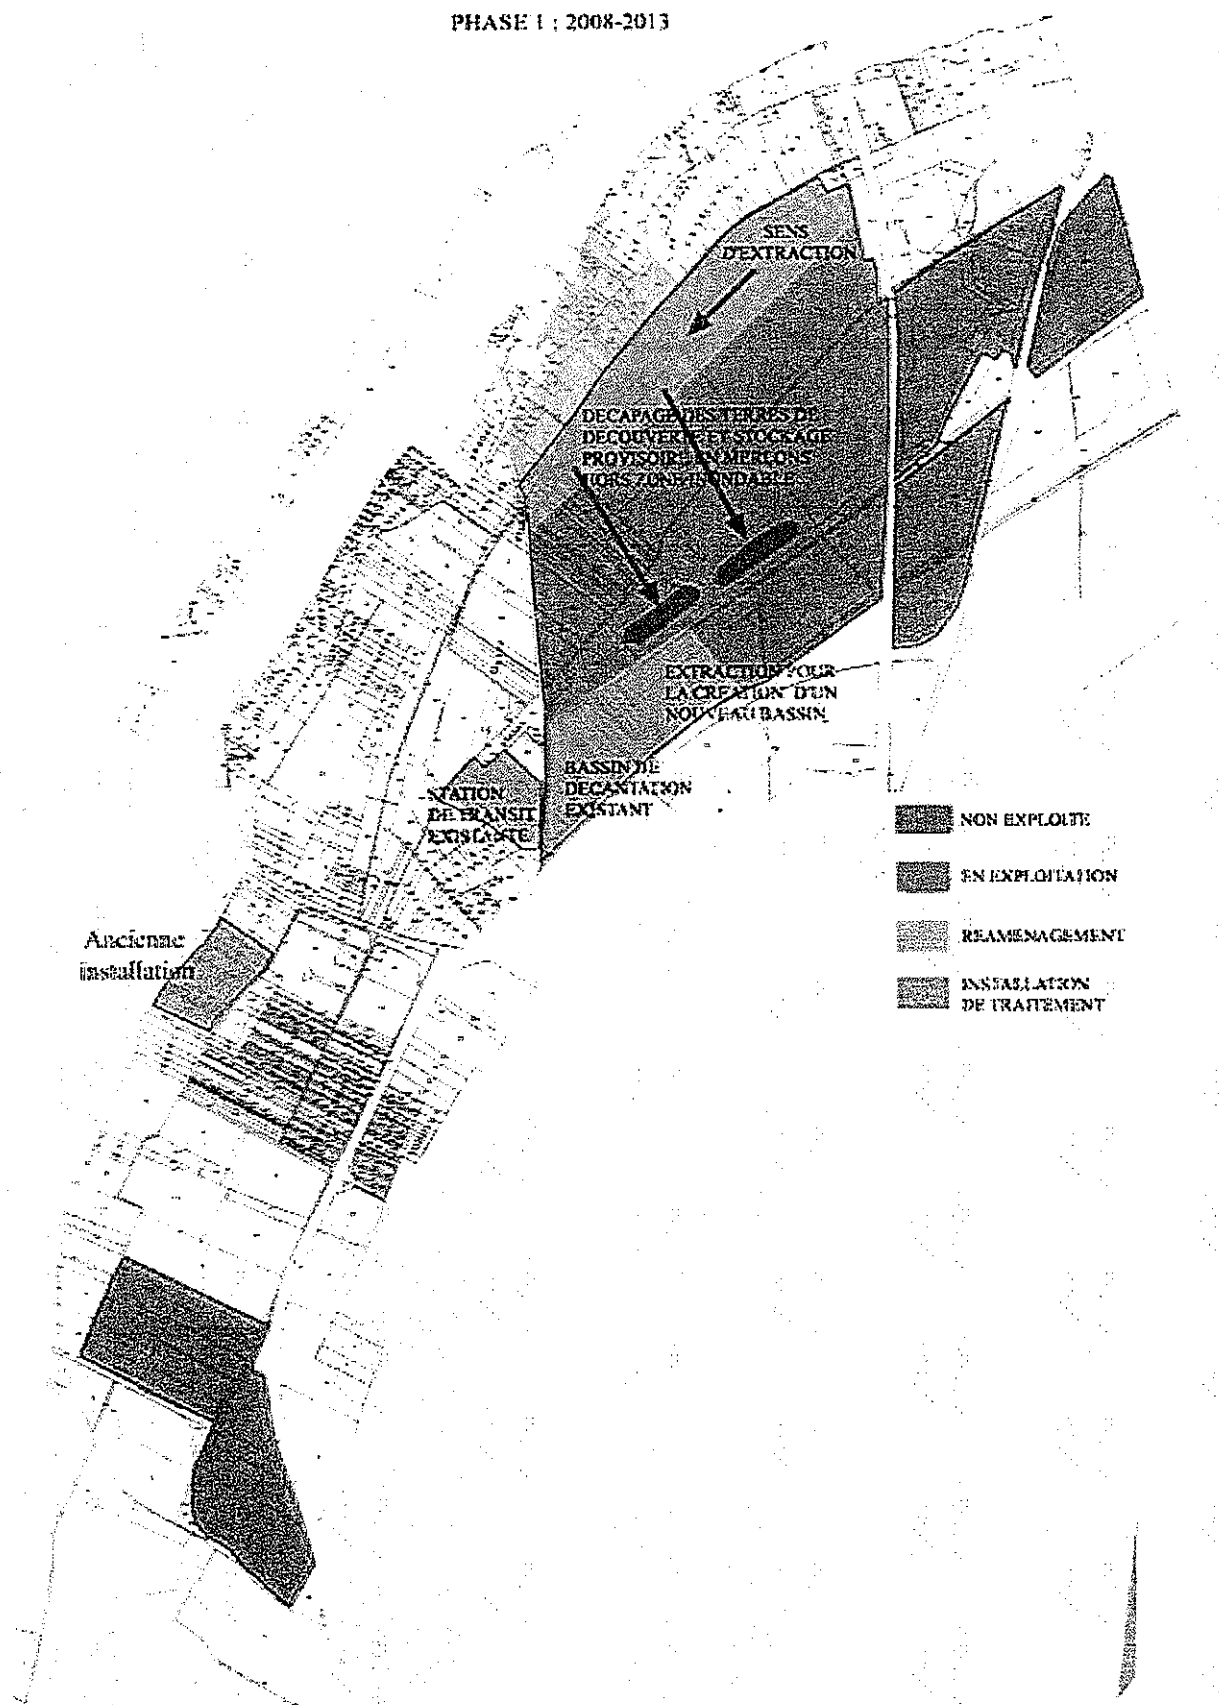 PHASE 1 : 2008-2013
SENS
D'EXTRACTION
DECAPAGE DES TERRES DE
DECOUVERTE ET STOCKAGE
PROVISOIRE EN MERLONS
HORS ZONE INONDABLE
EXTRACTION POUR
LA CREATION D'UN
NOUVEAU BASSIN
BASSIN DE
DECANTATION
EXISTANT
STATION
DE TRANSIT
EXISTANTE
NON EXPLOITE
EN EXPLOITATION
REAMENAGEMENT
INSTALLATION
DE TRAITEMENT
Ancienne
installation